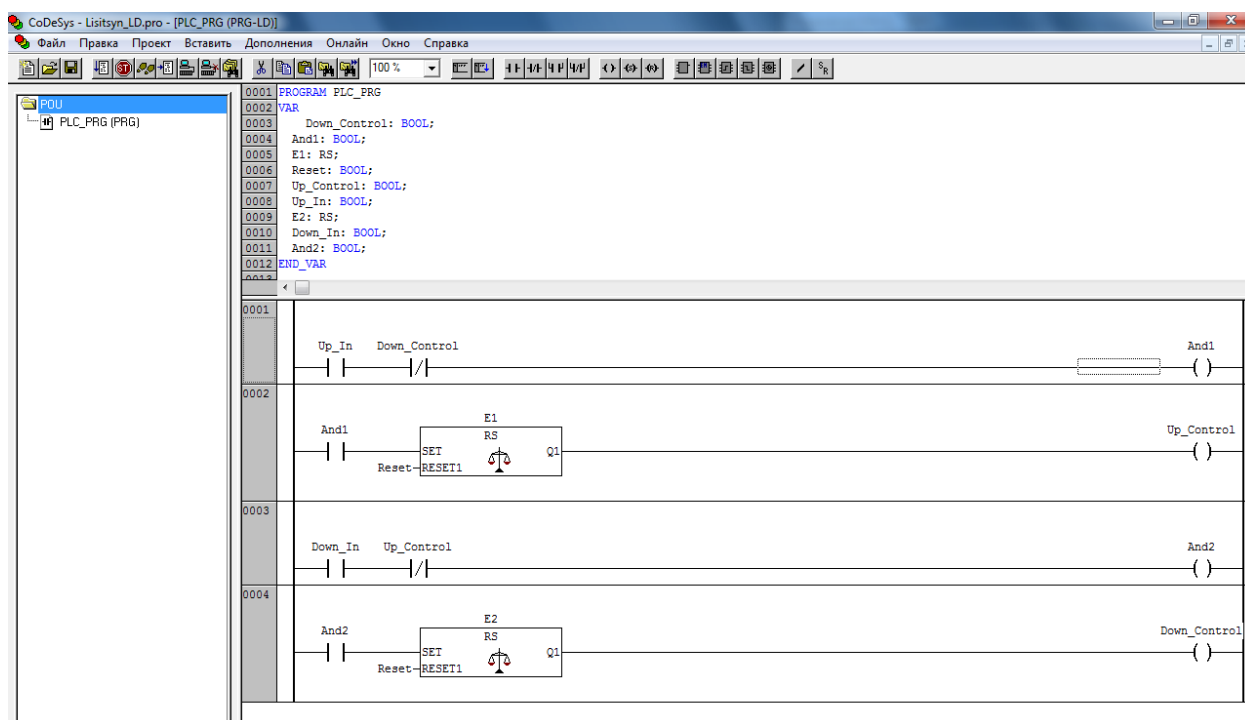 CoDeSys - Lisitsyn_LD.pro - [PLC_PRG (PRG-LD)]
Файл Правка Проект Вставить Дополнения Онлайн Окно Справка
100 %
POU
PLC_PRG (PRG)
0001 PROGRAM PLC_PRG
0002 VAR
0003 Down_Control: BOOL;
0004 And1: BOOL;
0005 E1: RS;
0006 Reset: BOOL;
0007 Up_Control: BOOL;
0008 Up_In: BOOL;
0009 E2: RS;
0010 Down_In: BOOL;
0011 And2: BOOL;
0012 END_VAR
0013
0001
Up_In Down_Control And1
0002
E1
And1 RS Up_Control
SET Q1
Reset RESET1
0003
Down_In Up_Control And2
0004
E2
And2 RS Down_Control
SET Q1
Reset RESET1